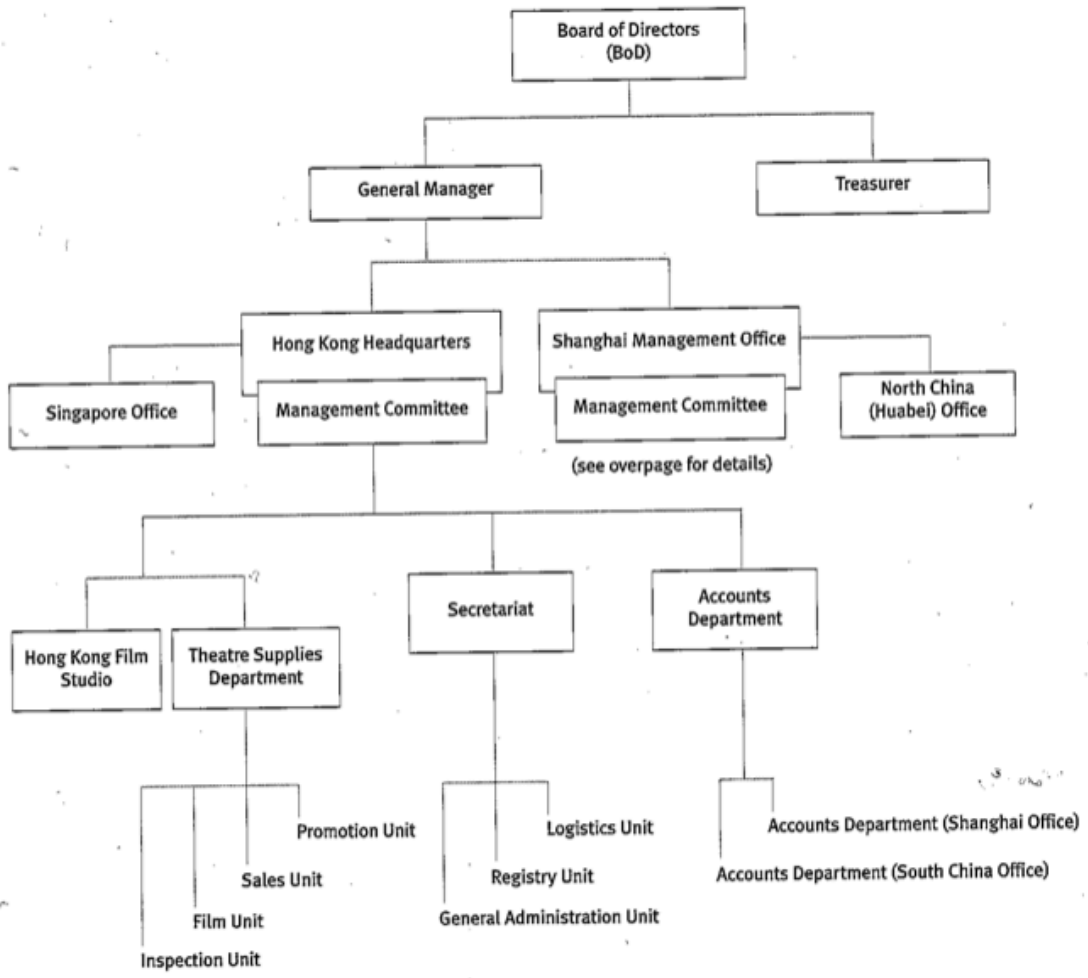 Board of Directors
(BoD)
General Manager
Treasurer
Hong Kong Headquarters
Shanghai Management Office
Singapore Office
Management Committee
Management Committee
North China
(Huabei) Office
(see overpage for details)
Hong Kong Film
Studio
Theatre Supplies
Department
Secretariat
Accounts
Department
Promotion Unit
Sales Unit
Film Unit
Inspection Unit
Logistics Unit
Registry Unit
General Administration Unit
Accounts Department (Shanghai Office)
Accounts Department (South China Office)